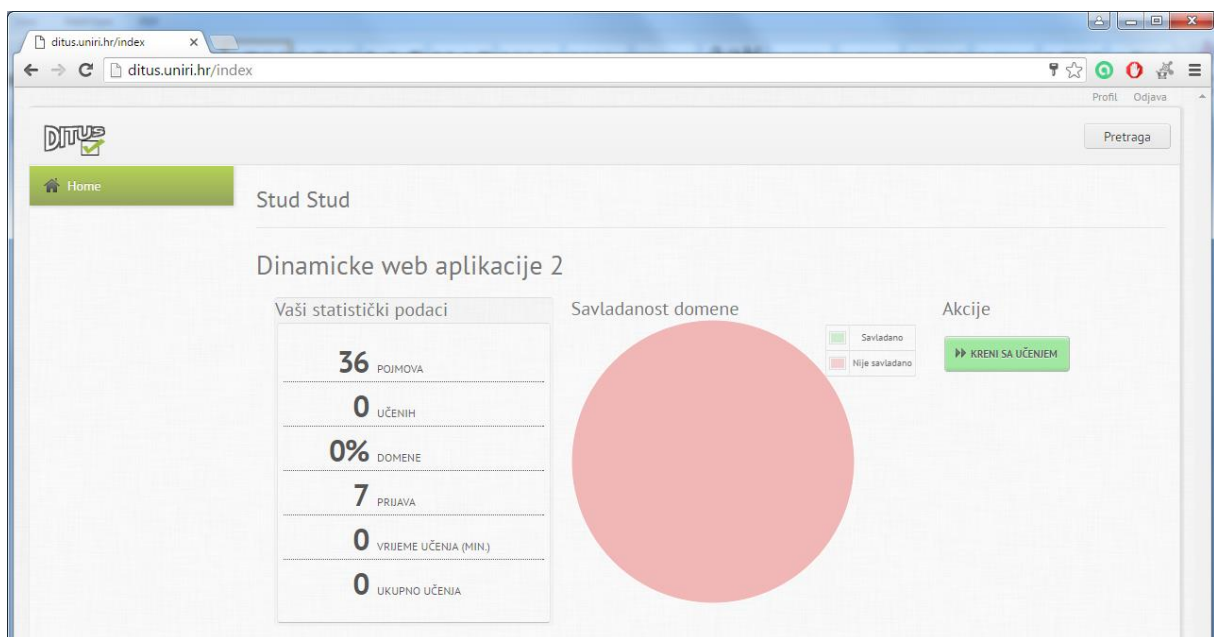 ditus.uniri.hr/index
ditus.uniri.hr/index
Profil Odjava
DITUS
Pretraga
Home
Stud Stud
Dinamicke web aplikacije 2
Vaši statistički podaci
36 POJMOVA
0 UČENIH
0% DOMENE
7 PRIJAVA
0 VRIJEME UČENJA (MIN.)
0 UKUPNO UČENJA
Savladanost domene
Savladano
Nije savladano
Akcije
KRENI SA UČENJEM